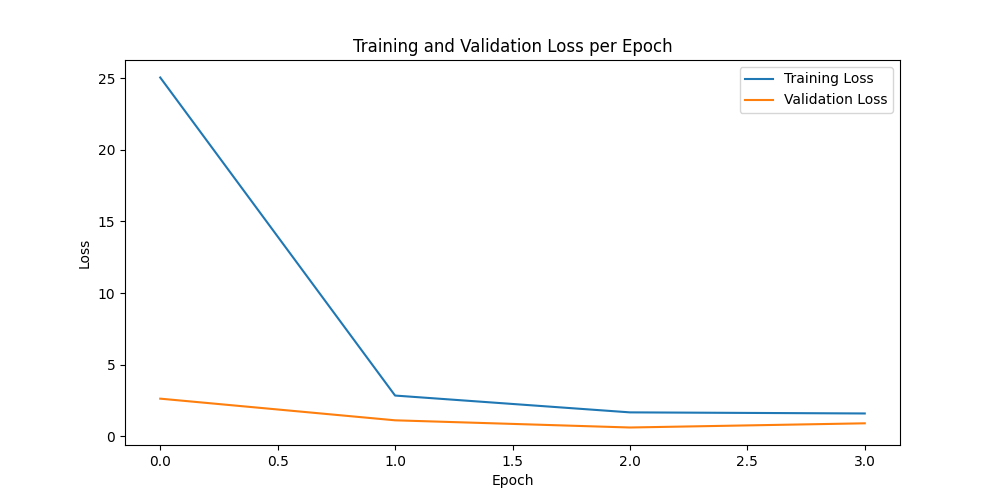 Training and Validation Loss per Epoch
Training Loss
Validation Loss
25
20
15
10
5
0
Loss
0.0 0.5 1.0 1.5 2.0 2.5 3.0
Epoch